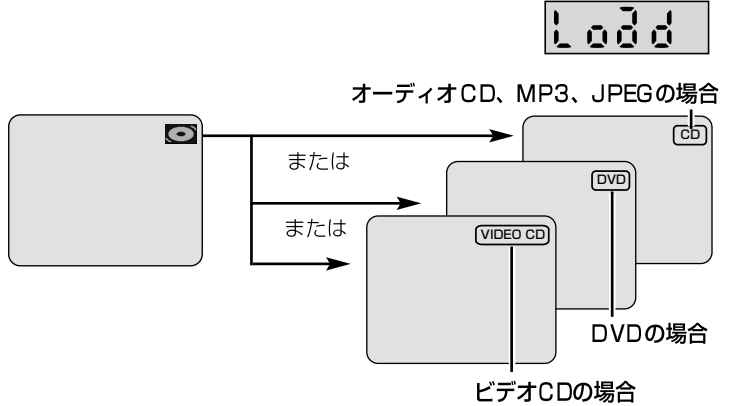 Load
オーディオCD、MP3、JPEGの場合
CD
または
DVD
または
VIDEO CD
DVDの場合
ビデオCDの場合